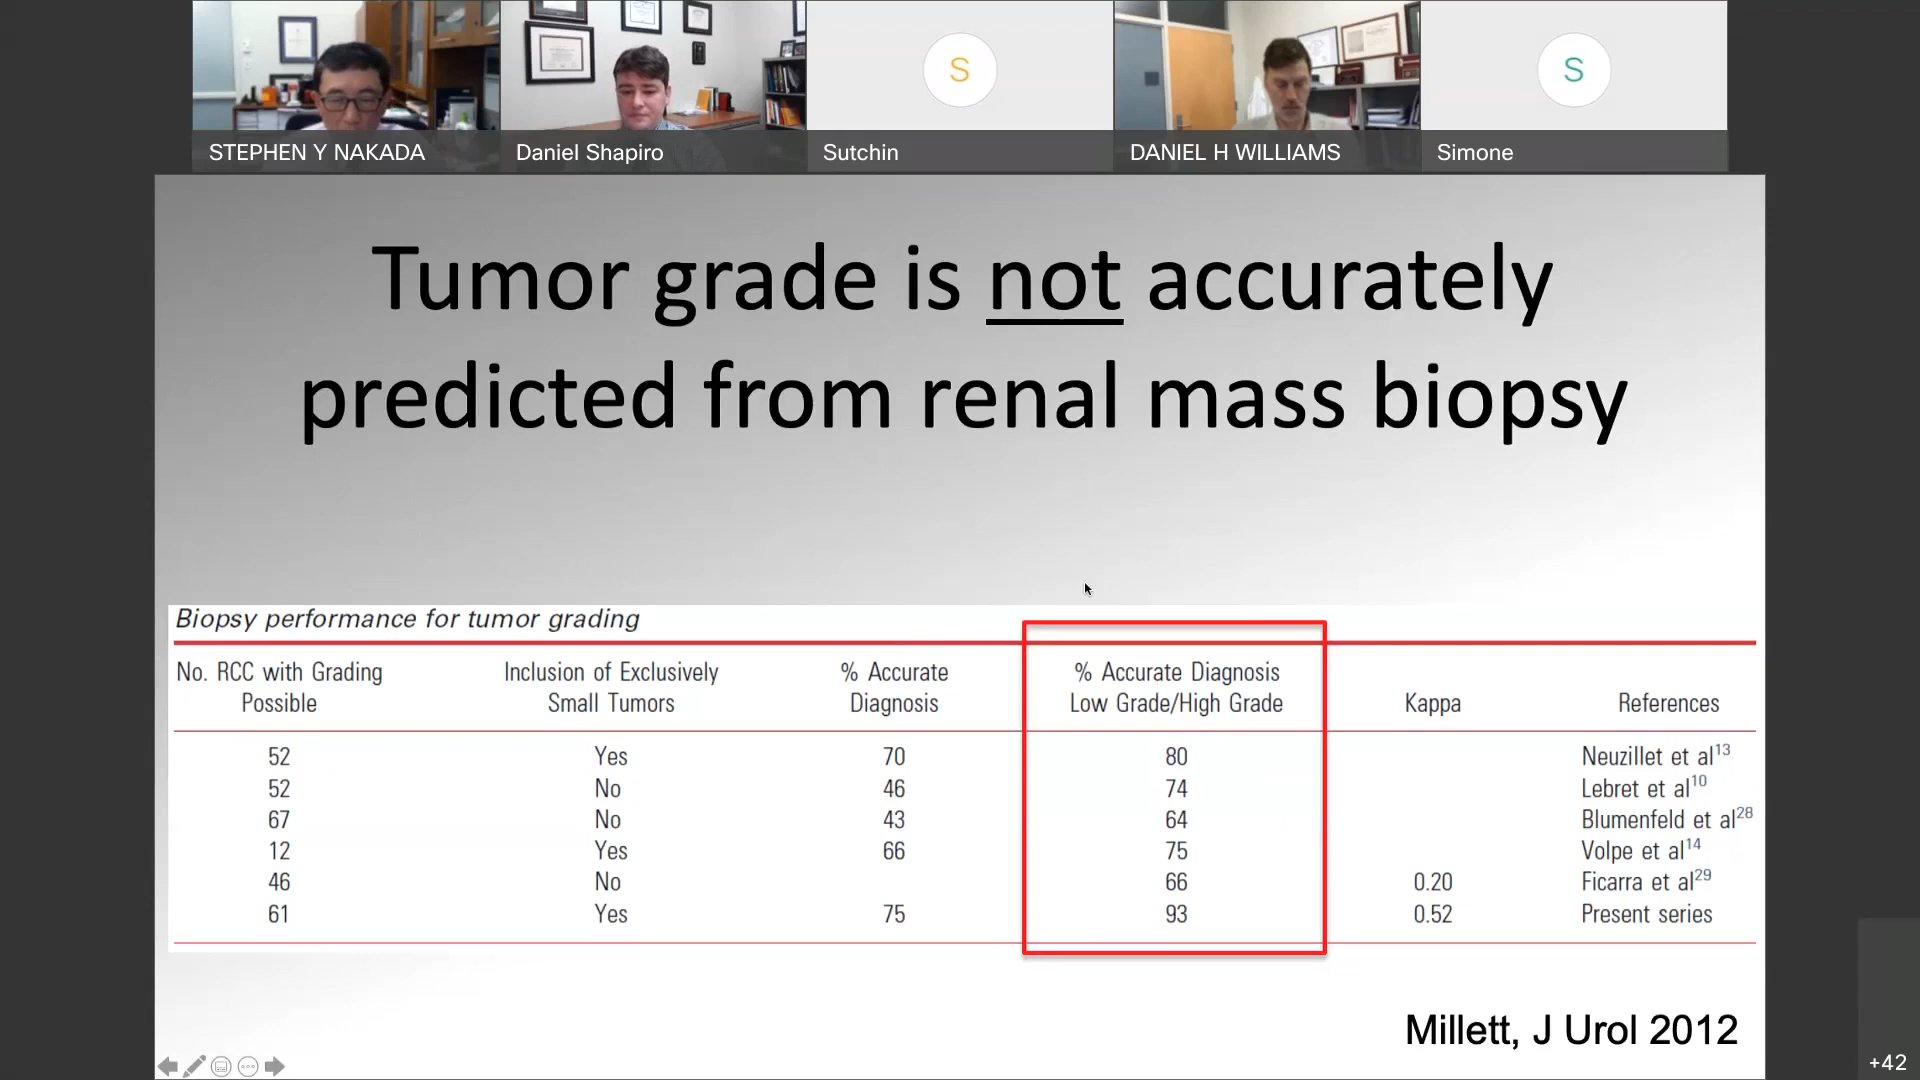 STEPHEN Y NAKADA
Daniel Shapiro
S
Sutchin
DANIEL H WILLIAMS
S
Simone
Tumor grade is not accurately
predicted from renal mass biopsy
Biopsy performance for tumor grading
No. RCC with Grading Possible Inclusion of Exclusively Small Tumors % Accurate Diagnosis % Accurate Diagnosis Low Grade/High Grade Kappa References
52 Yes 70 80 Neuzillet et al13
52 No 46 74 Lebret et al10
67 No 43 64 Blumenfeld et al28
12 Yes 66 75 Volpe et al14
46 No 66 0.20 Ficarra et al29
61 Yes 75 93 0.52 Present series
Millett, J Urol 2012
+42